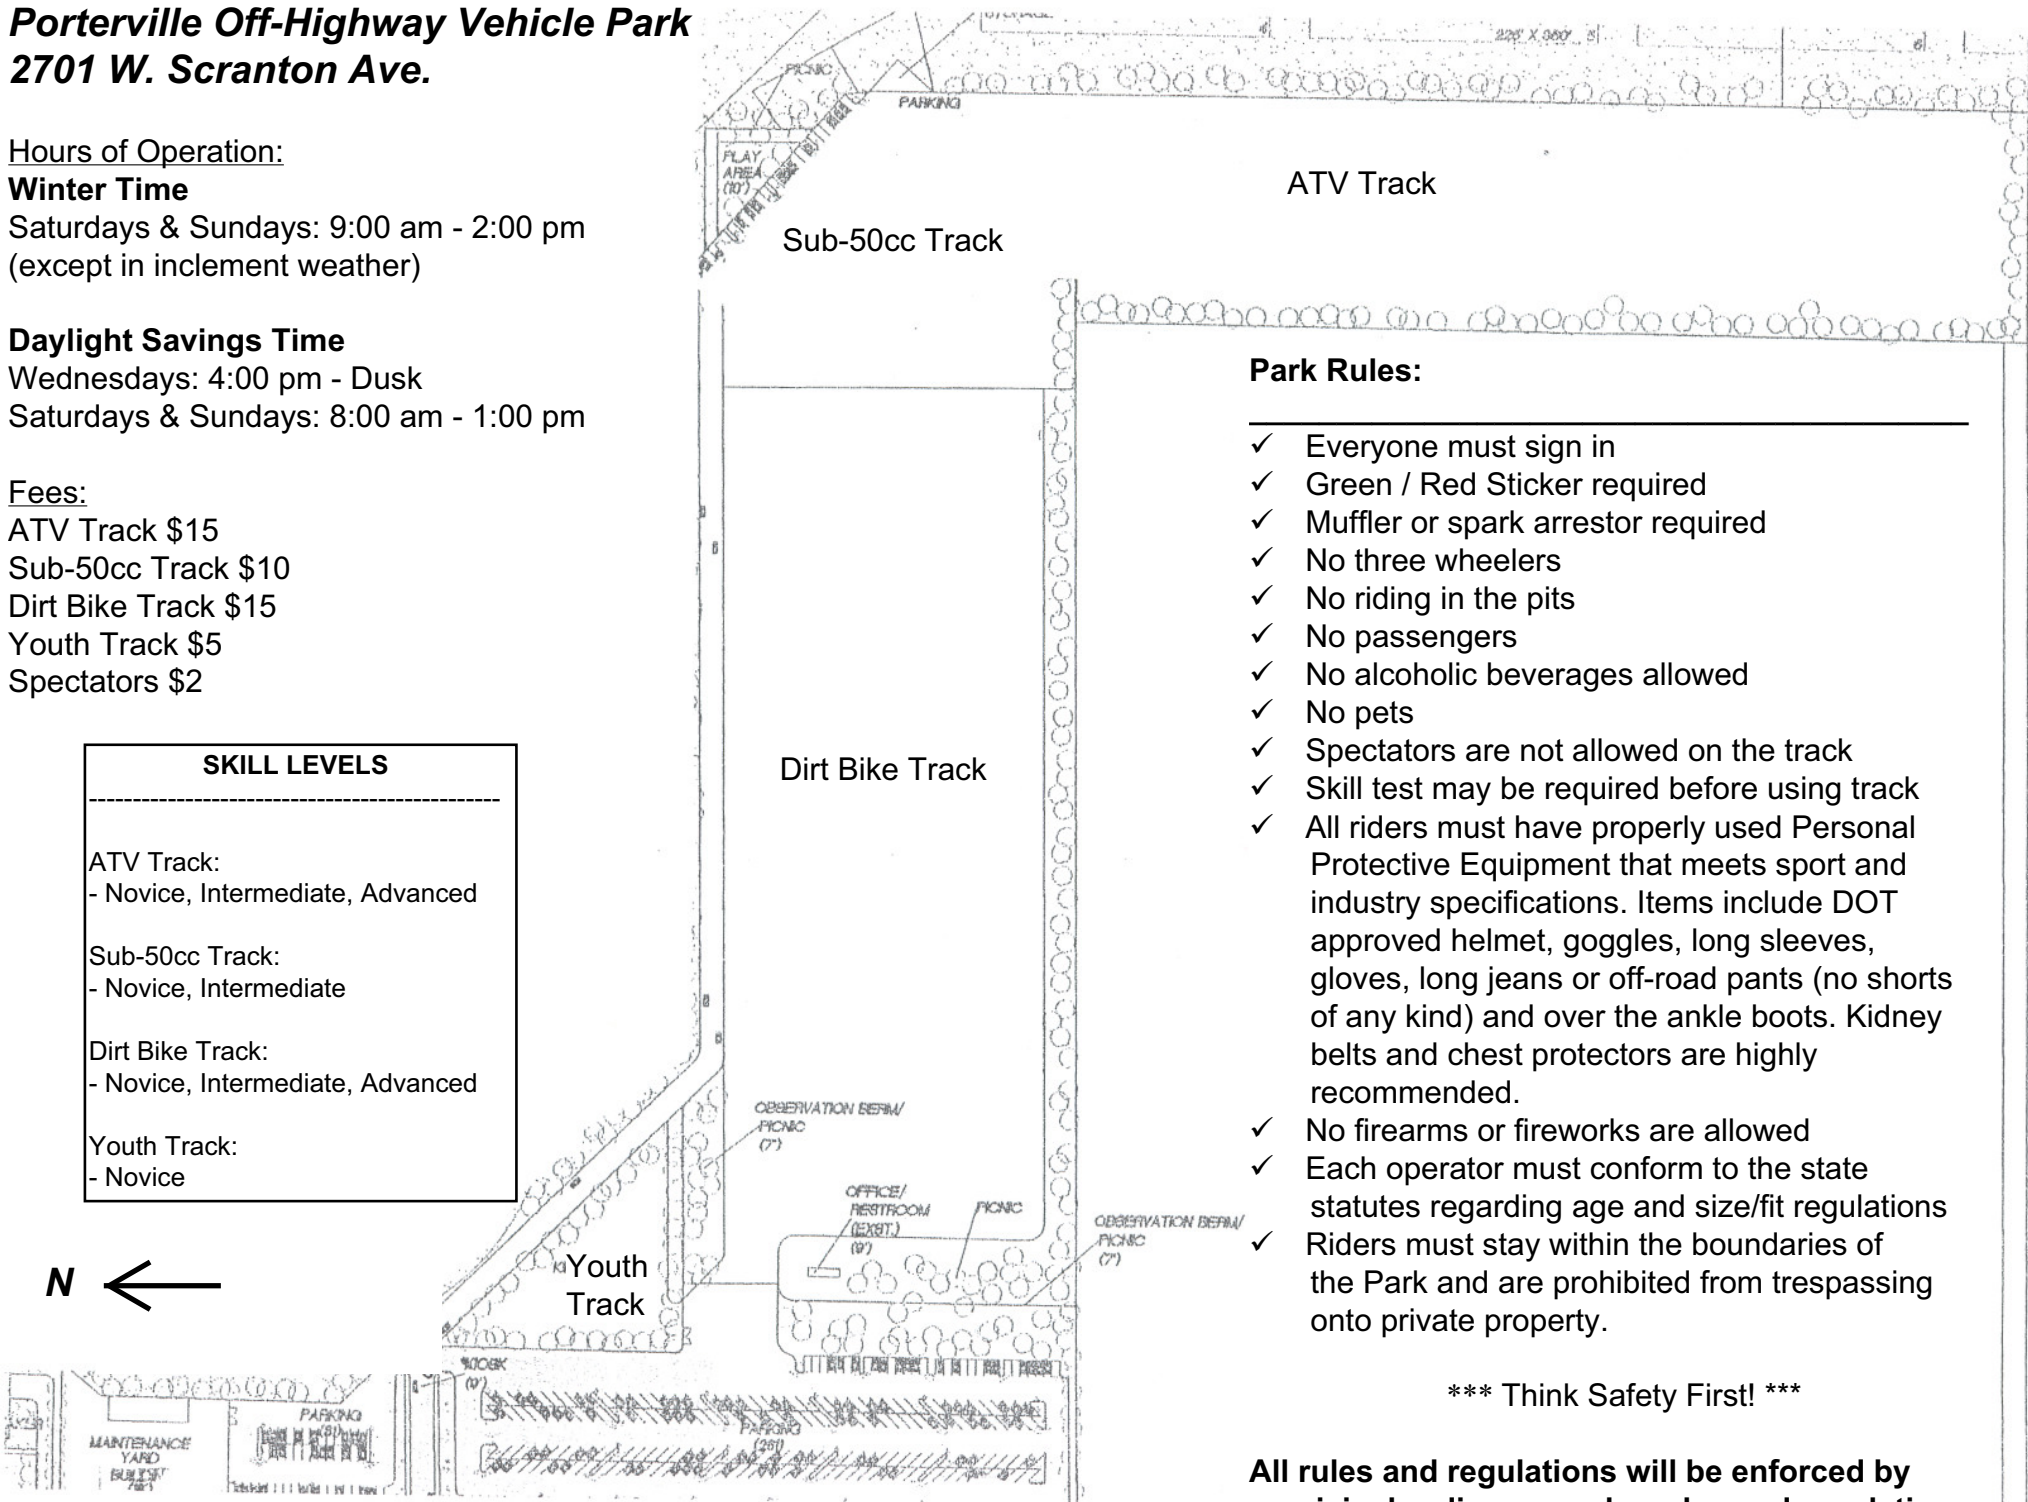 Porterville Off-Highway Vehicle Park
2701 W. Scranton Ave.
Hours of Operation:
Winter Time
Saturdays & Sundays: 9:00 am - 2:00 pm
(except in inclement weather)
Daylight Savings Time
Wednesdays: 4:00 pm - Dusk
Saturdays & Sundays: 8:00 am - 1:00 pm
Fees:
ATV Track $15
Sub-50cc Track $10
Dirt Bike Track $15
Youth Track $5
Spectators $2
SKILL LEVELS
ATV Track:
- Novice, Intermediate, Advanced
Sub-50cc Track:
- Novice, Intermediate
Dirt Bike Track:
- Novice, Intermediate, Advanced
Youth Track:
- Novice
N
PICNIC
PARKING
226' X 360'
PLAY
AREA
(10')
ATV Track
Sub-50cc Track
Dirt Bike Track
OBSERVATION BERM/
PICNIC
(7')
OFFICE/
RESTROOM
(EXIST.)
(9')
PICNIC
OBSERVATION BERM/
PICNIC
(7')
Youth
Track
KIOSK
(9')
PARKING
MAINTENANCE
YARD
PARKING
Park Rules:
✓ Everyone must sign in
✓ Green / Red Sticker required
✓ Muffler or spark arrestor required
✓ No three wheelers
✓ No riding in the pits
✓ No passengers
✓ No alcoholic beverages allowed
✓ No pets
✓ Spectators are not allowed on the track
✓ Skill test may be required before using track
✓ All riders must have properly used Personal
Protective Equipment that meets sport and
industry specifications. Items include DOT
approved helmet, goggles, long sleeves,
gloves, long jeans or off-road pants (no shorts
of any kind) and over the ankle boots. Kidney
belts and chest protectors are highly
recommended.
✓ No firearms or fireworks are allowed
✓ Each operator must conform to the state
statutes regarding age and size/fit regulations
✓ Riders must stay within the boundaries of
the Park and are prohibited from trespassing
onto private property.
*** Think Safety First! ***
All rules and regulations will be enforced by